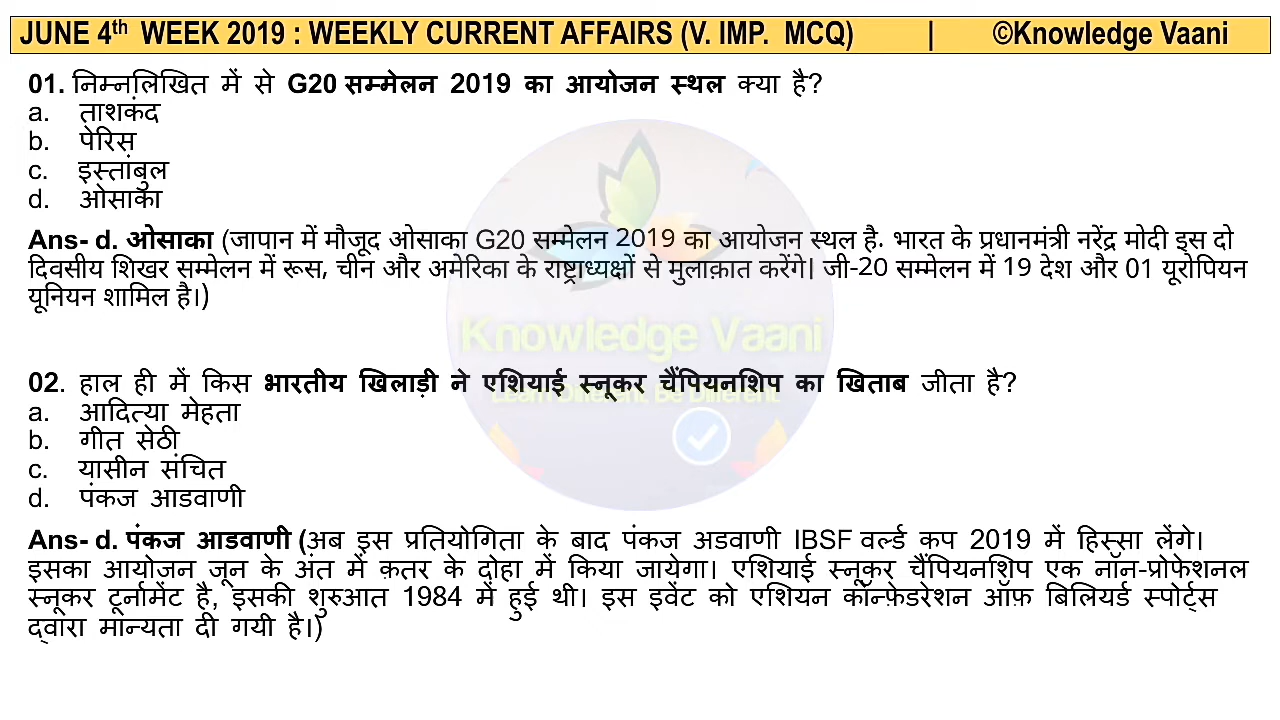 JUNE 4th WEEK 2019 : WEEKLY CURRENT AFFAIRS (V. IMP. MCQ) | ©Knowledge Vaani
01. निम्नलिखित में से G20 सम्मेलन 2019 का आयोजन स्थल क्या है?
a. ताशकंद
b. पेरिस
c. इस्तांबुल
d. ओसाका
Ans- d. ओसाका (जापान में मौजूद ओसाका G20 सम्मेलन 2019 का आयोजन स्थल है. भारत के प्रधानमंत्री नरेंद्र मोदी इस दो
दिवसीय शिखर सम्मेलन में रूस, चीन और अमेरिका के राष्ट्राध्यक्षों से मुलाक़ात करेंगे। जी-20 सम्मेलन में 19 देश और 01 यूरोपियन
यूनियन शामिल है।)
Knowledge Vaani
02. हाल ही में किस भारतीय खिलाड़ी ने एशियाई स्नूकर चैंपियनशिप का खिताब जीता है?
Learn Different, Be Different
a. आदित्या मेहता
b. गीत सेठी
c. यासीन संचित
d. पंकज आडवाणी
Ans- d. पंकज आडवाणी (अब इस प्रतियोगिता के बाद पंकज अडवाणी IBSF वर्ल्ड कप 2019 में हिस्सा लेंगे।
इसका आयोजन जून के अंत में क़तर के दोहा में किया जायेगा। एशियाई स्नूकर चैंपियनशिप एक नॉन-प्रोफेशनल
स्नूकर टूर्नामेंट है, इसकी शुरुआत 1984 में हुई थी। इस इवेंट को एशियन कॉन्फ़ेडरेशन ऑफ़ बिलियर्ड स्पोर्ट्स
द्वारा मान्यता दी गयी है।)